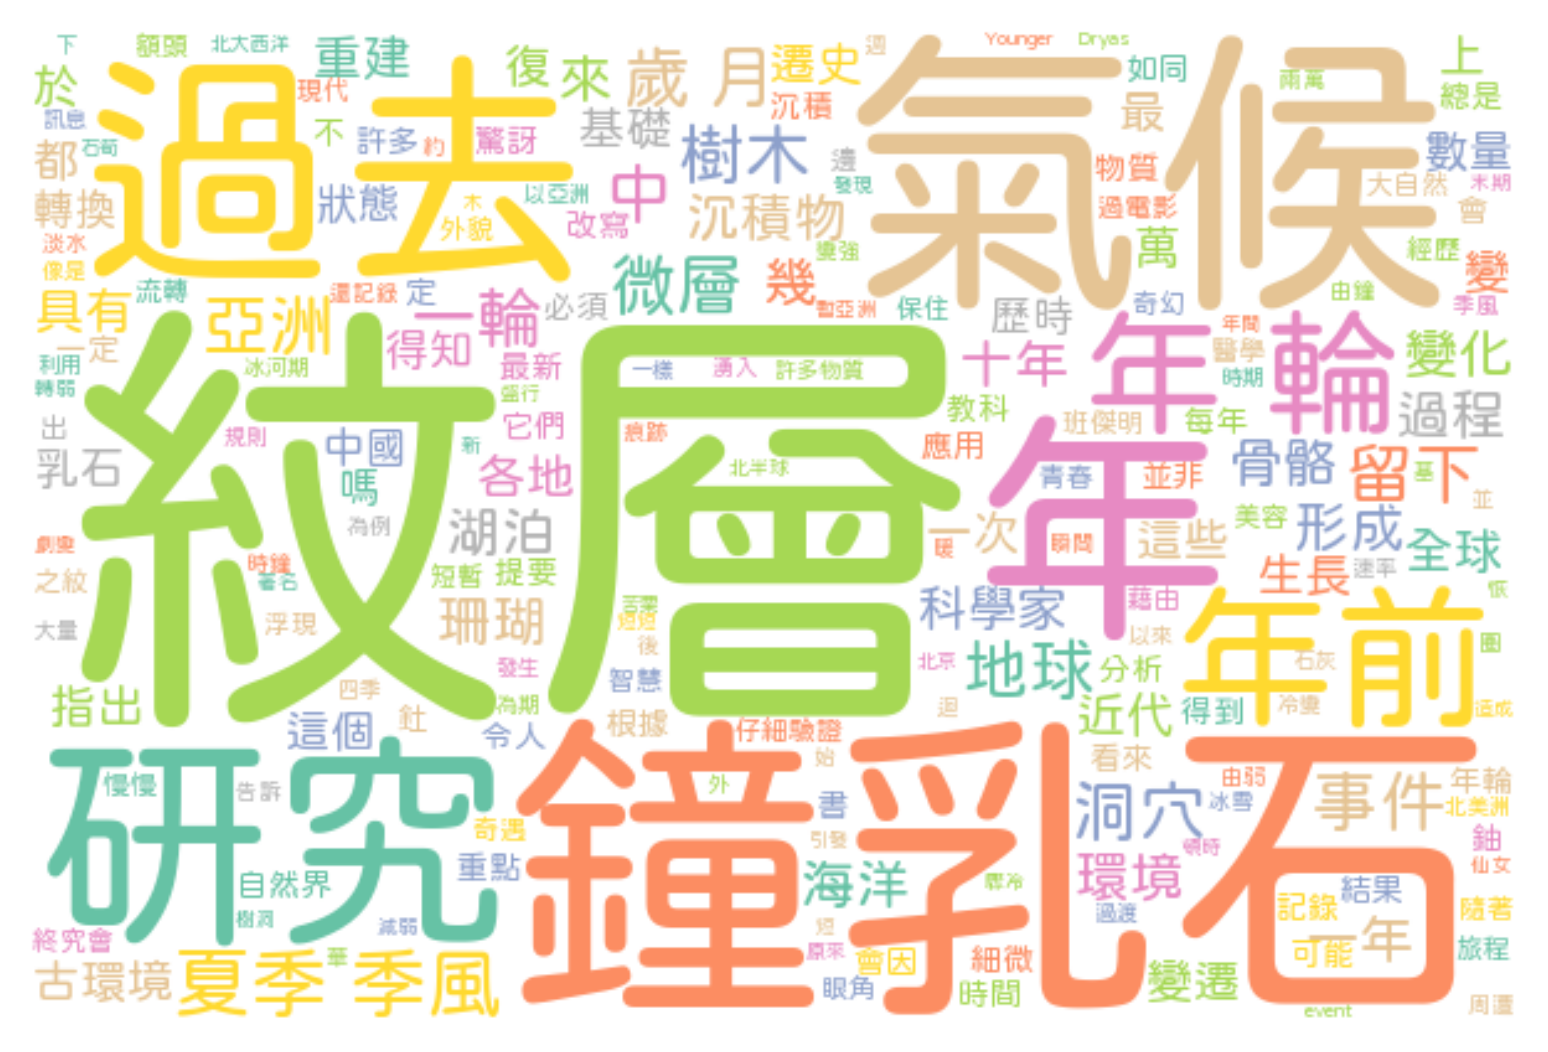 下 額頭 北大西洋 重建 復 來 歲 月 遷史 週 Younger Dryas 如同 雨萬 上
於 現代 沉積 總是
過去 氣候
訊息 石筍 不 許多 約 驚訝 基礎 樹木 邊 最 物質 數量
都 狀態 以亞洲 中 發現 大自然 末期
轉換 木 外貌 改寫 沉積物 過電影 會
淡水 變強 萬 經歷 變
像是 流轉 還記錄 定 一輪 必須 微層 幾 暫亞洲 保住 歷時 奇幻 由鐘 季風
具有 亞洲 得知 年間
一定 冰河期 最新 一樣 湧入 許多物質 十年 年輪 醫學 變化
利用 時期
轉弱 盛行 教科 班傑明 每年 過程
紋層 年
出 規則 中國 新 它們 痕跡 應用 骨骼 留下
乳石 嗎 各地 北半球 青春 並非 基
為例 湖泊 一次 這些 美容 形成 並
劇變 時鐘 暖 瞬間 全球
之紋 著名 短暫 提要 生長 速率
恢
大量 浮現 珊瑚 苦栗 短短 科學家 藉由 年前
後 以來 圈
發生 智慧 北京 地球 分析 石灰
指出 四季 為期 迴 近代 得到 冷變 造成
這個 釷 令人 根據 仔細驗證
研究 鐘乳石
慢慢 告訴 始 看來 由弱 事件 年輪
外 書 洞穴 冰雪 北美洲
奇遇 引發 鈾
自然界 重點 海洋 驟冷 環境 頓時 仙女
樹洞 減弱 短 過渡 記錄 結果 隨著
終究會 華 原來 會因 細微 可能 一年 旅程
古環境 夏季 季風 眼角 時間 變遷 event 周遭